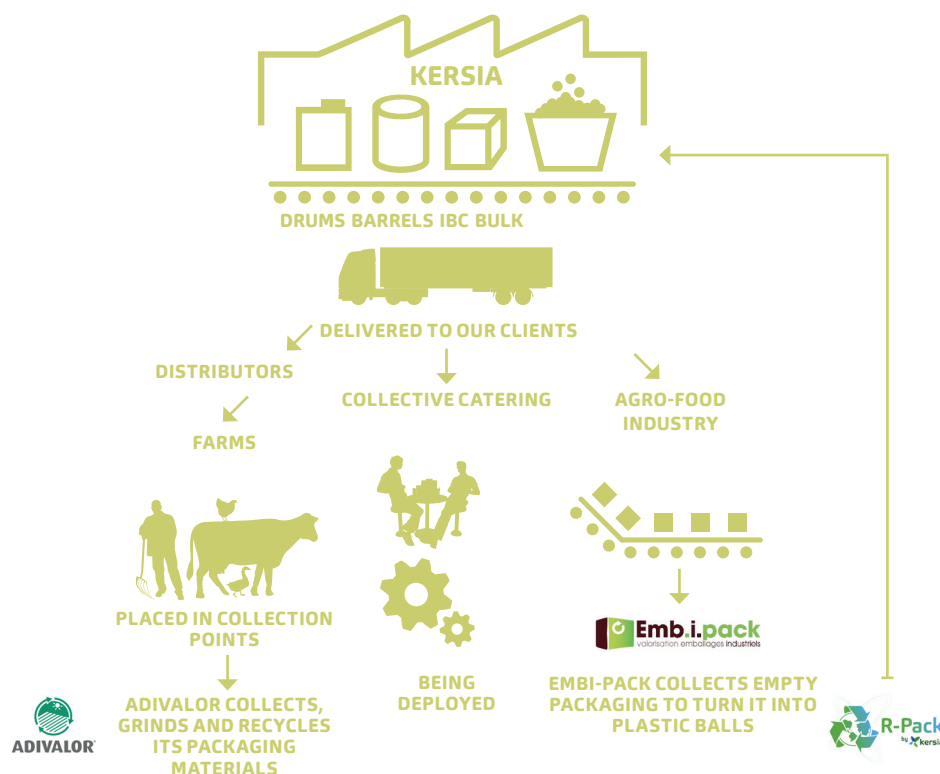 KERSIA
DRUMS BARRELS IBC BULK
DELIVERED TO OUR CLIENTS
DISTRIBUTORS
FARMS
COLLECTIVE CATERING
AGRO-FOOD
INDUSTRY
PLACED IN COLLECTION
POINTS
ADIVALOR COLLECTS,
GRINDS AND RECYCLES
ITS PACKAGING
MATERIALS
ADIVALOR
BEING
DEPLOYED
Emb.i.pack
valorisation emballages industriels
EMBI-PACK COLLECTS EMPTY
PACKAGING TO TURN IT INTO
PLASTIC BALLS
R-Pack
by kersia